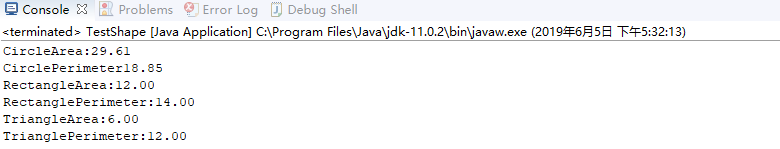 Console Problems Error Log Debug Shell
<terminated> TestShape [Java Application] C:\Program Files\Java\jdk-11.0.2\bin\javaw.exe (2019年6月5日 下午5:32:13)
CircleArea:29.61
CirclePerimeter18.85
RectangleArea:12.00
RectanglePerimeter:14.00
TriangleArea:6.00
TrianglePerimeter:12.00